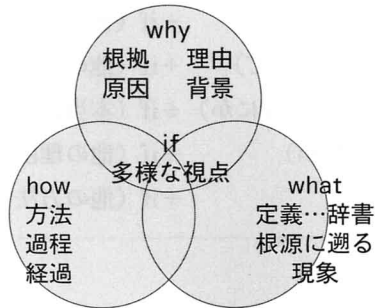 why
根拠 理由
原因 背景
if
多様な視点
how
方法
過程
経過
what
定義…辞書
根源に遡る
現象